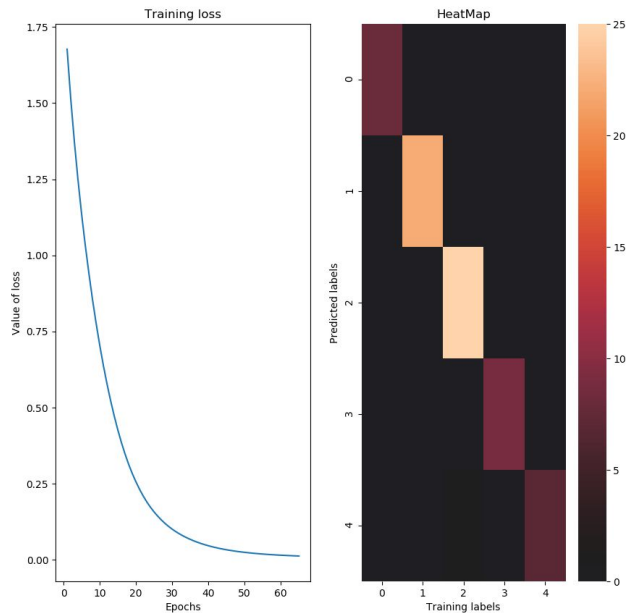 Training loss
1.75
1.50
1.25
1.00
0.75
0.50
0.25
0.00
Value of loss
0 10 20 30 40 50 60
Epochs
HeatMap
0
1
2
3
4
Predicted labels
0 1 2 3 4
Training labels
25
20
15
10
5
0